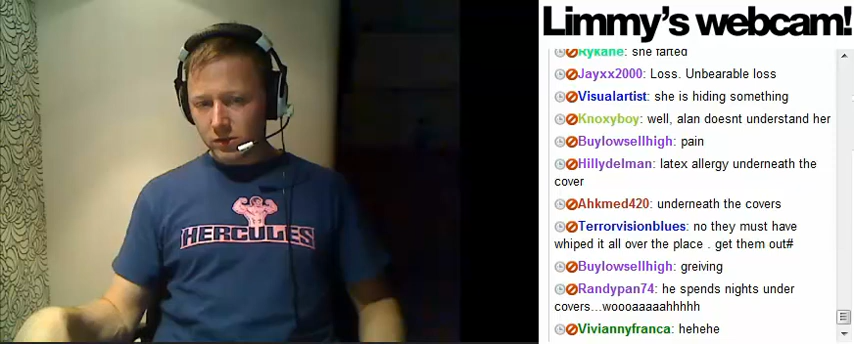 Limmy's webcam!
Rykane: she farted
Jayxx2000: Loss. Unbearable loss
Visualartist: she is hiding something
Knoxyboy: well, alan doesnt understand her
Buylowsellhigh: pain
Hillydelman: latex allergy underneath the
cover
Ahkmed420: underneath the covers
Terrorvisionblues: no they must have
whiped it all over the place . get them out#
Buylowsellhigh: greiving
Randypan74: he spends nights under
covers...woooaaaaahhhhh
Viviannyfranca: hehehe
HERCULES